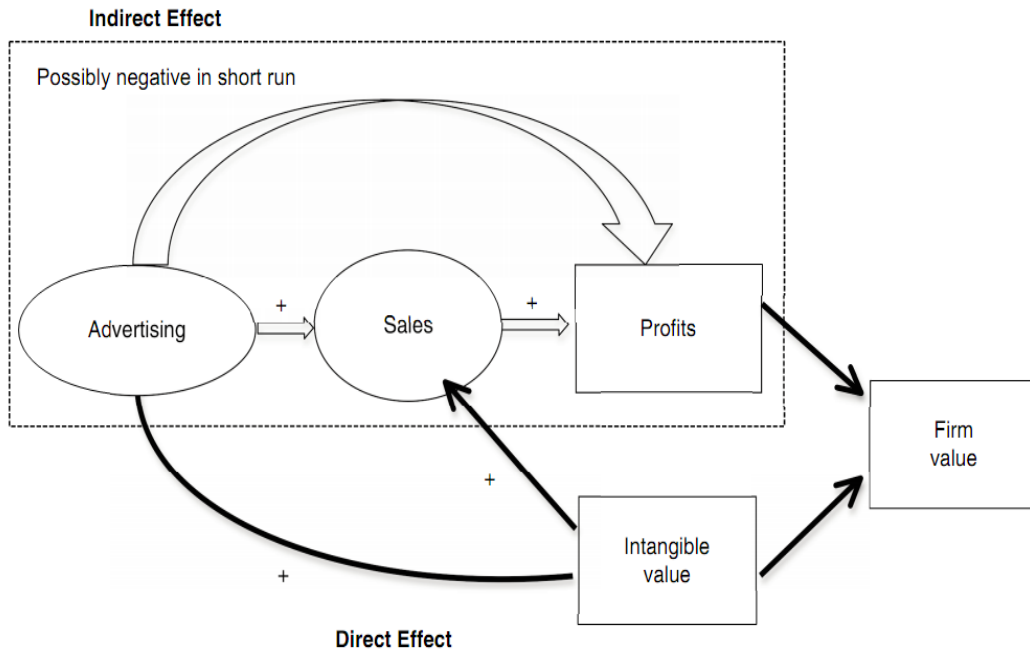 Indirect Effect
Possibly negative in short run
+
+
Advertising
Sales
Profits
Firm
value
+
Intangible
value
+
Direct Effect